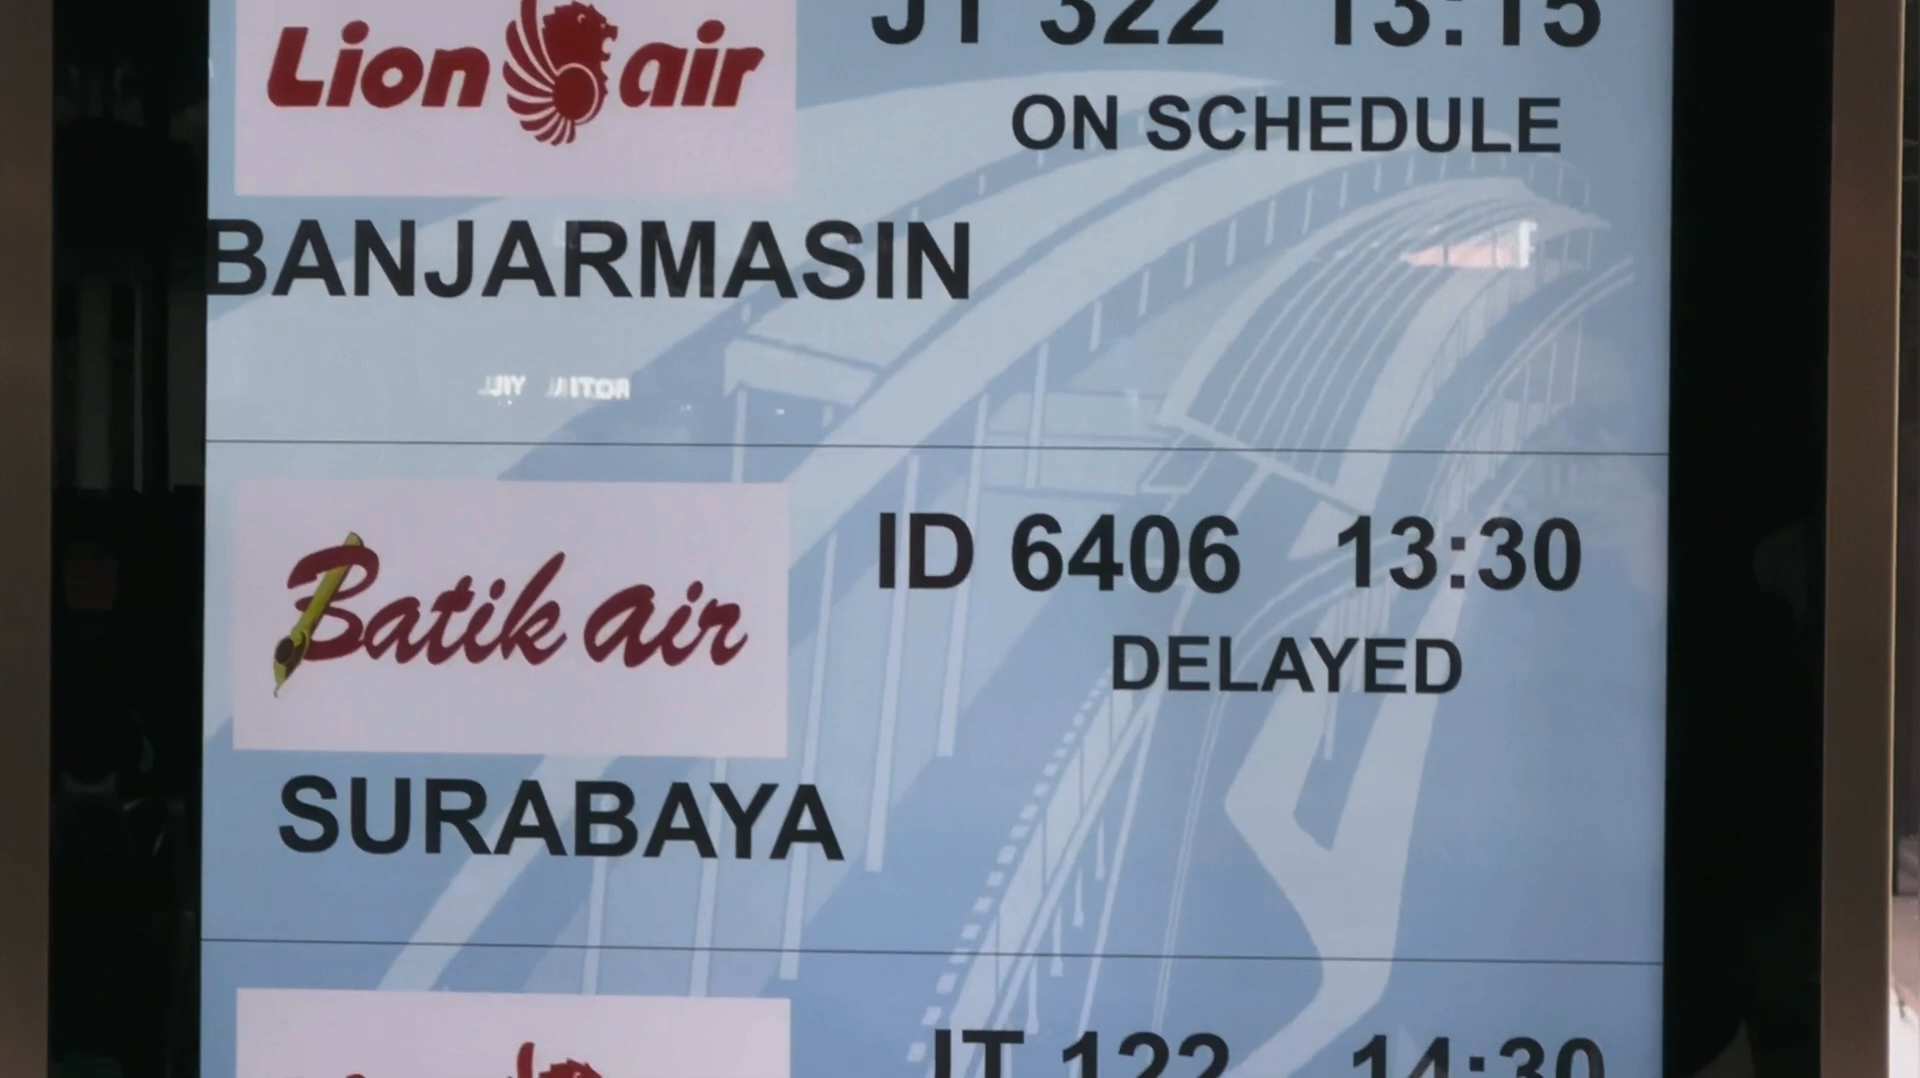 Lion air JT 322 13:15
ON SCHEDULE
BANJARMASIN
Batik air ID 6406 13:30
DELAYED
SURABAYA
JT 122 14:30